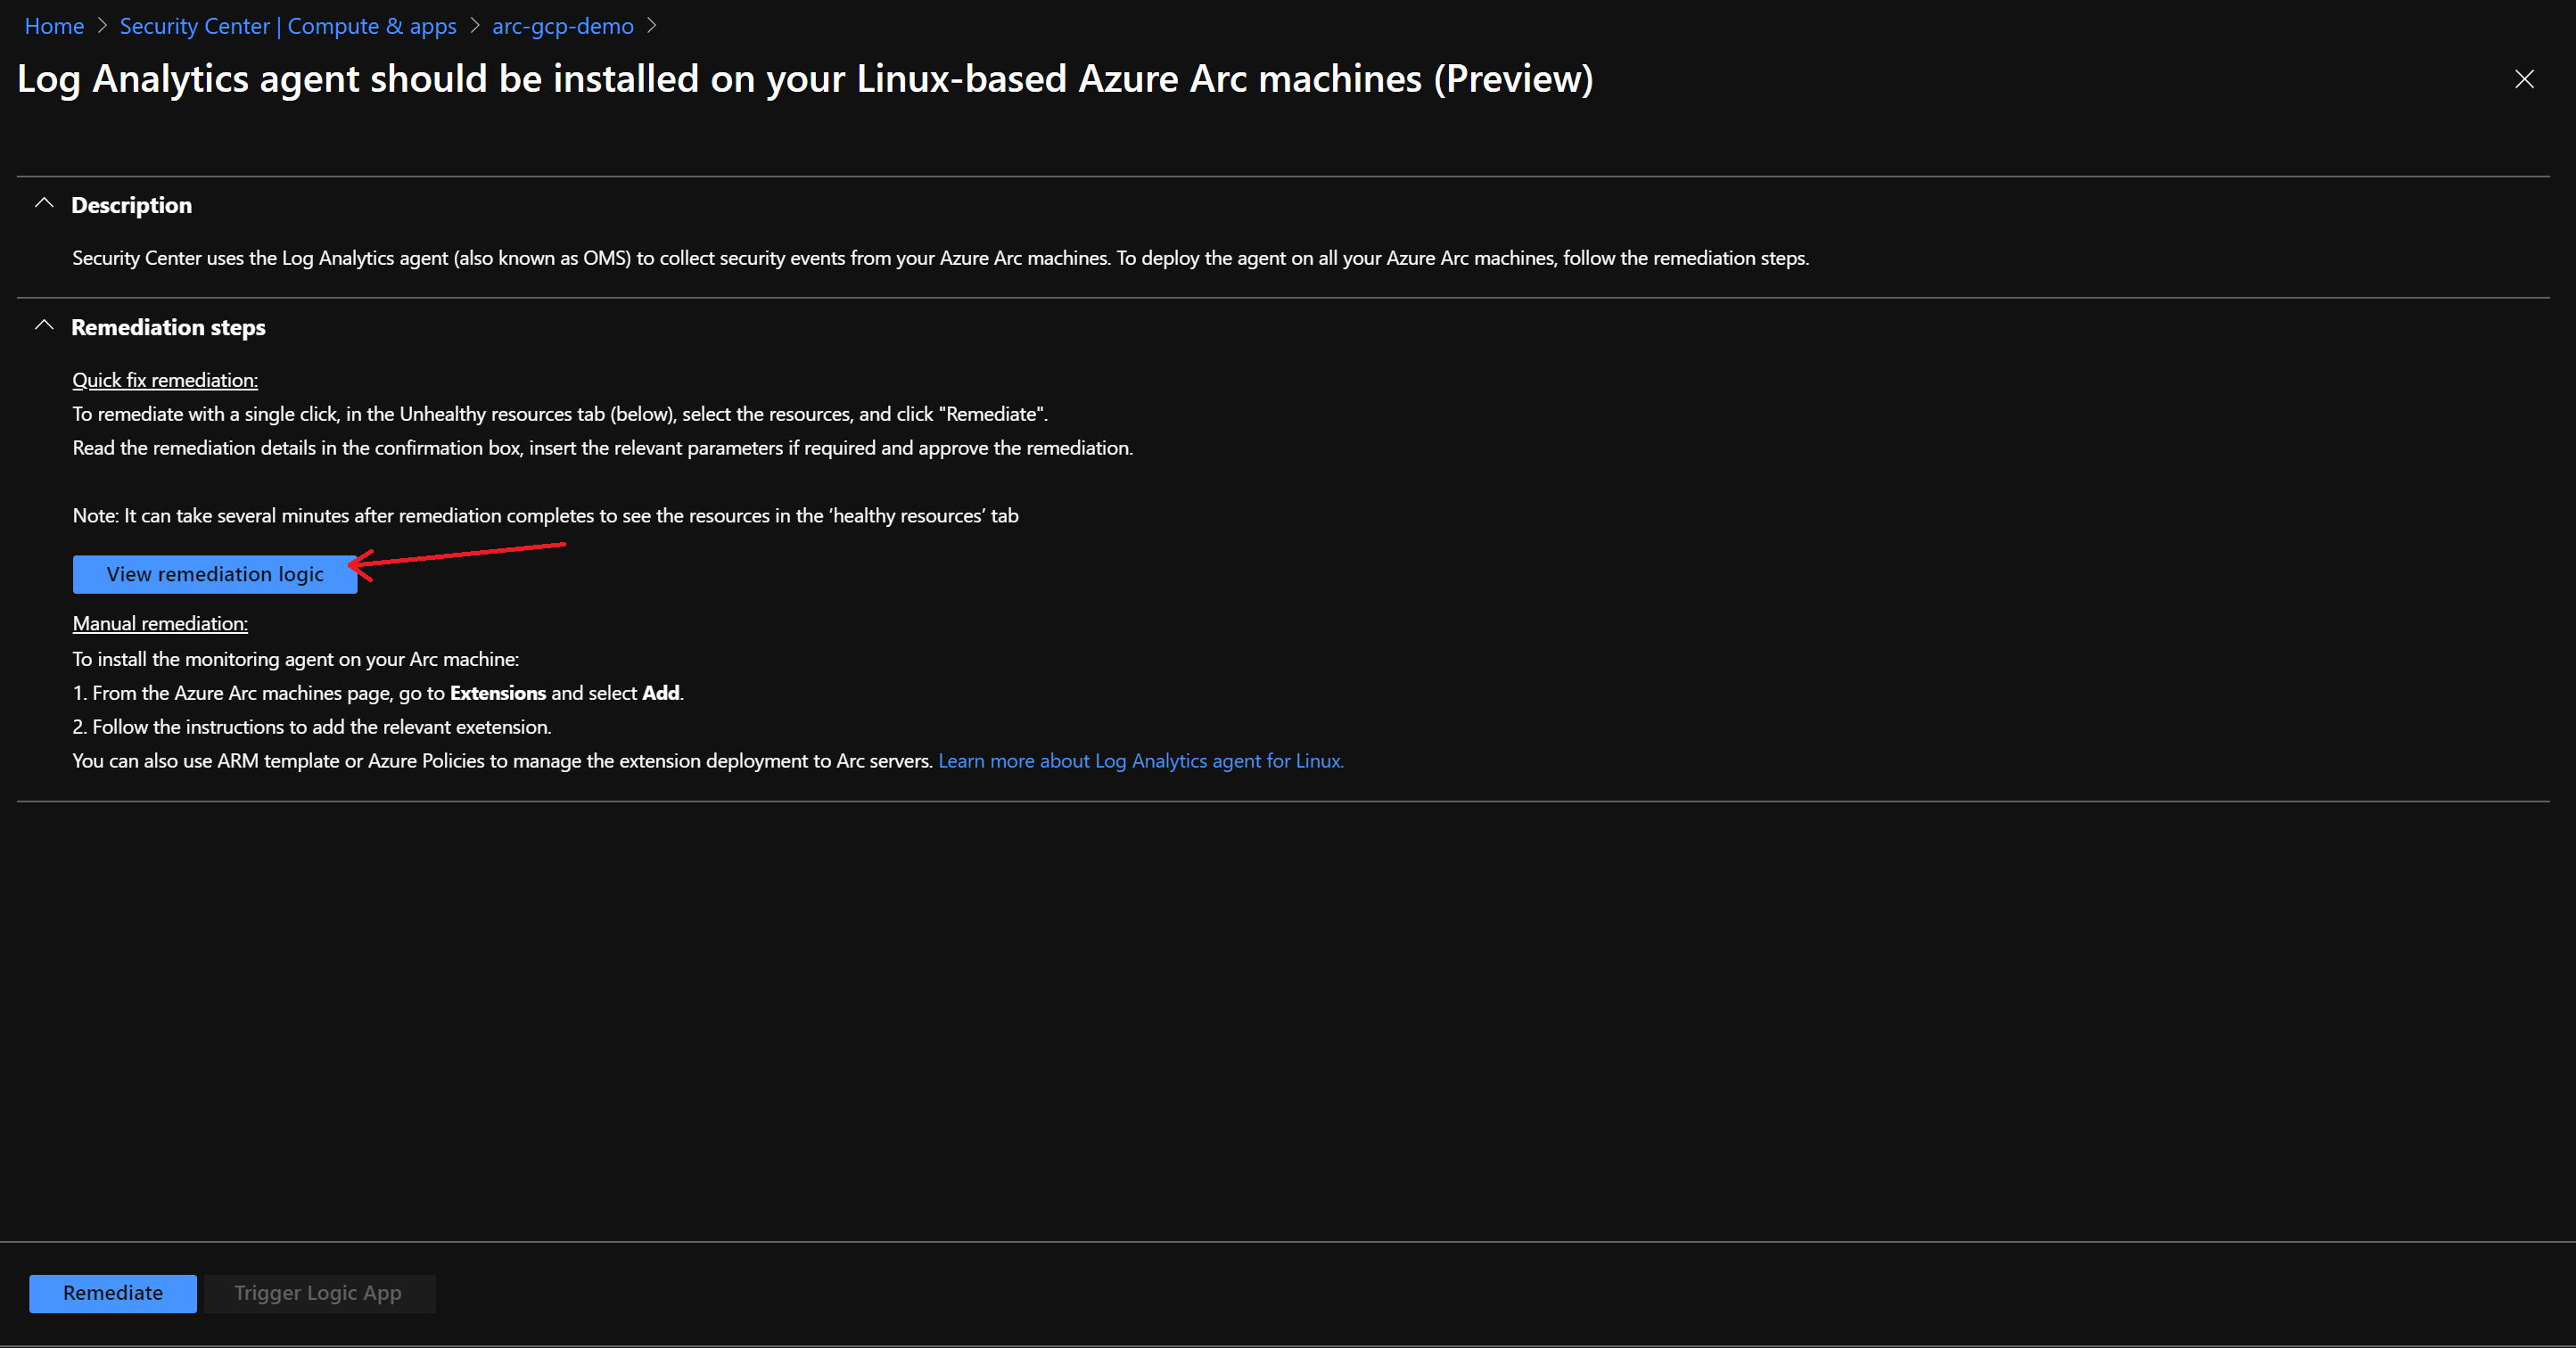 Home > Security Center | Compute & apps > arc-gcp-demo >
Log Analytics agent should be installed on your Linux-based Azure Arc machines (Preview)
Description
Security Center uses the Log Analytics agent (also known as OMS) to collect security events from your Azure Arc machines. To deploy the agent on all your Azure Arc machines, follow the remediation steps.
Remediation steps
Quick fix remediation:
To remediate with a single click, in the Unhealthy resources tab (below), select the resources, and click "Remediate".
Read the remediation details in the confirmation box, insert the relevant parameters if required and approve the remediation.
Note: It can take several minutes after remediation completes to see the resources in the ‘healthy resources’ tab
View remediation logic
Manual remediation:
To install the monitoring agent on your Arc machine:
1. From the Azure Arc machines page, go to Extensions and select Add.
2. Follow the instructions to add the relevant exetension.
You can also use ARM template or Azure Policies to manage the extension deployment to Arc servers. Learn more about Log Analytics agent for Linux.
Remediate
Trigger Logic App